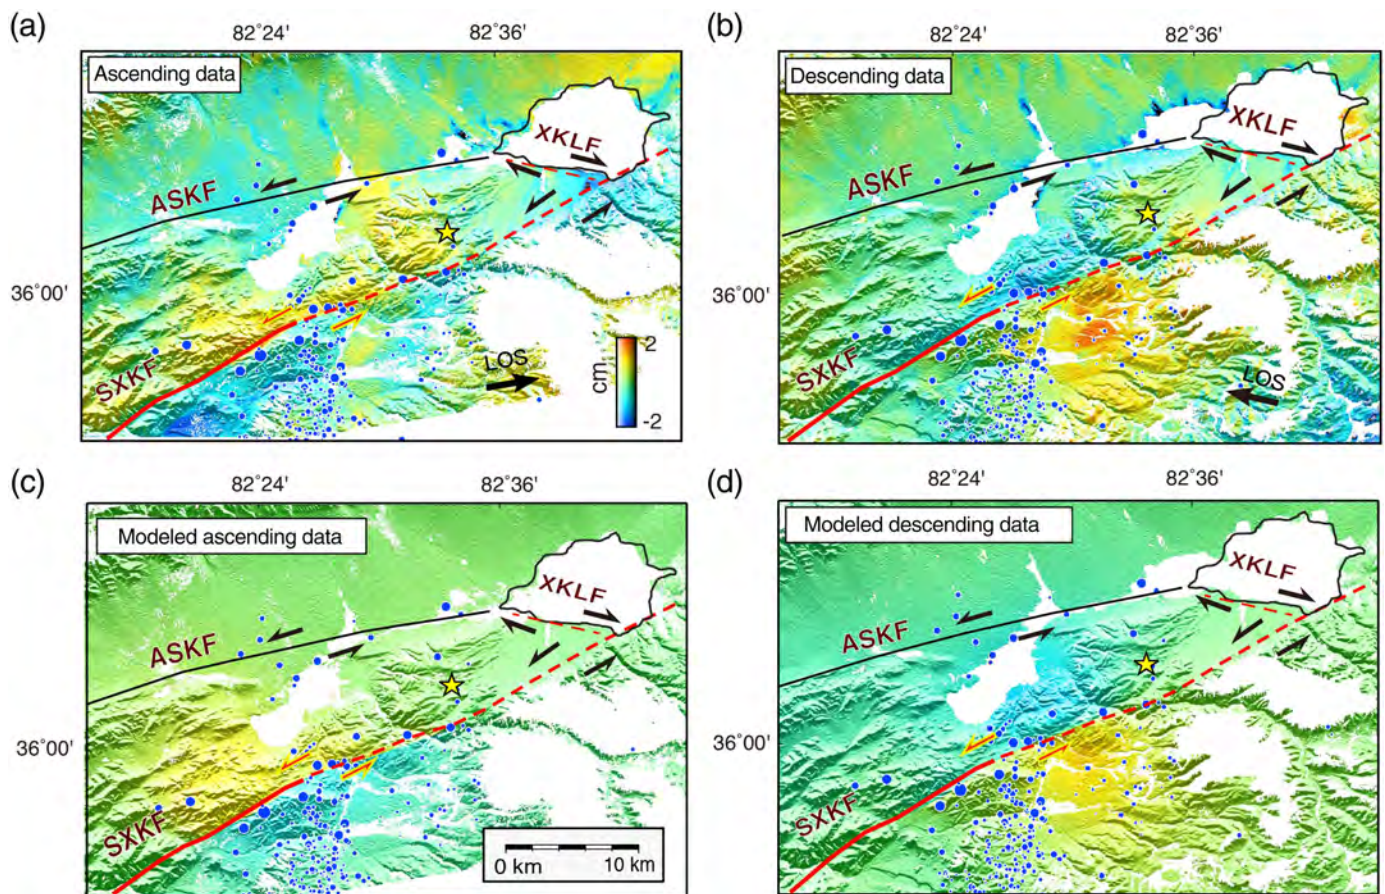 (a)
82°24'
82°36'
Ascending data
XKLF
ASKF
36°00'
SXKF
LOS
cm
2
-2
(b)
82°24'
82°36'
Descending data
XKLF
ASKF
36°00'
SXKF
LOS
(c)
82°24'
82°36'
Modeled ascending data
XKLF
ASKF
36°00'
SXKF
0 km
10 km
(d)
82°24'
82°36'
Modeled descending data
XKLF
ASKF
36°00'
SXKF